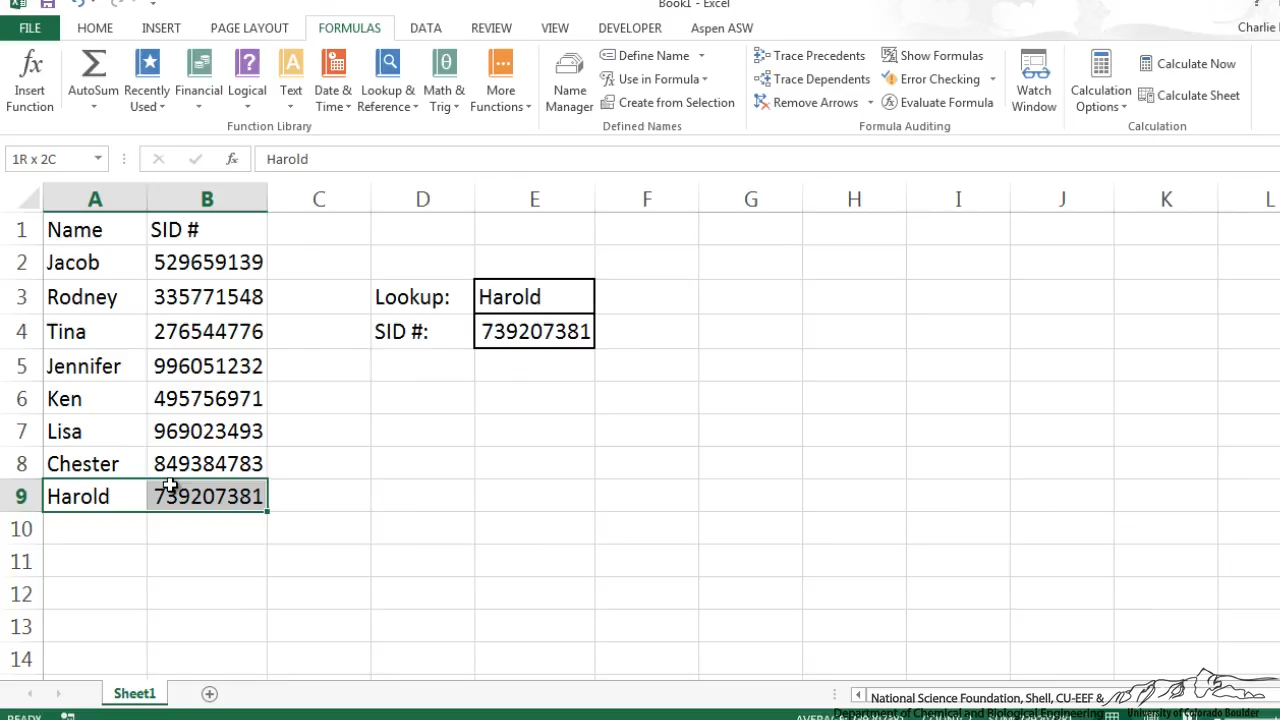 Book1 - Excel
FILE HOME INSERT PAGE LAYOUT FORMULAS DATA REVIEW VIEW DEVELOPER Aspen ASW Charlie
Insert Function
AutoSum
Recently Used
Financial
Logical
Text
Date & Time
Lookup & Reference
Math & Trig
More Functions
Function Library
Name Manager
Define Name
Use in Formula
Create from Selection
Defined Names
Trace Precedents
Trace Dependents
Remove Arrows
Show Formulas
Error Checking
Evaluate Formula
Formula Auditing
Watch Window
Calculation Options
Calculate Now
Calculate Sheet
Calculation
1R x 2C fx Harold
A B C D E F G H I J K L
1 Name SID #
2 Jacob 529659139
3 Rodney 335771548 Lookup: Harold
4 Tina 276544776 SID #: 739207381
5 Jennifer 996051232
6 Ken 495756971
7 Lisa 969023493
8 Chester 849384783
9 Harold 739207381
10
11
12
13
14
Sheet1
National Science Foundation, Shell, CU-EEF &
Department of Chemical and Biological Engineering University of Colorado Boulder
READY